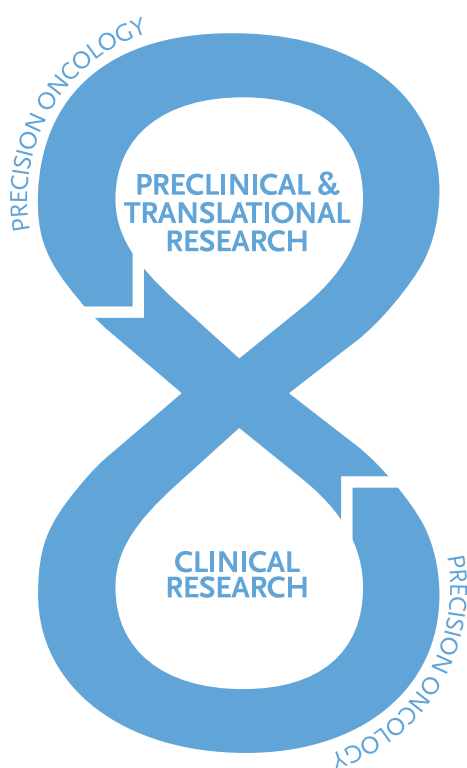 PRECISION ONCOLOGY
PRECLINICAL &
TRANSLATIONAL
RESEARCH
CLINICAL
RESEARCH
PRECISION ONCOLOGY